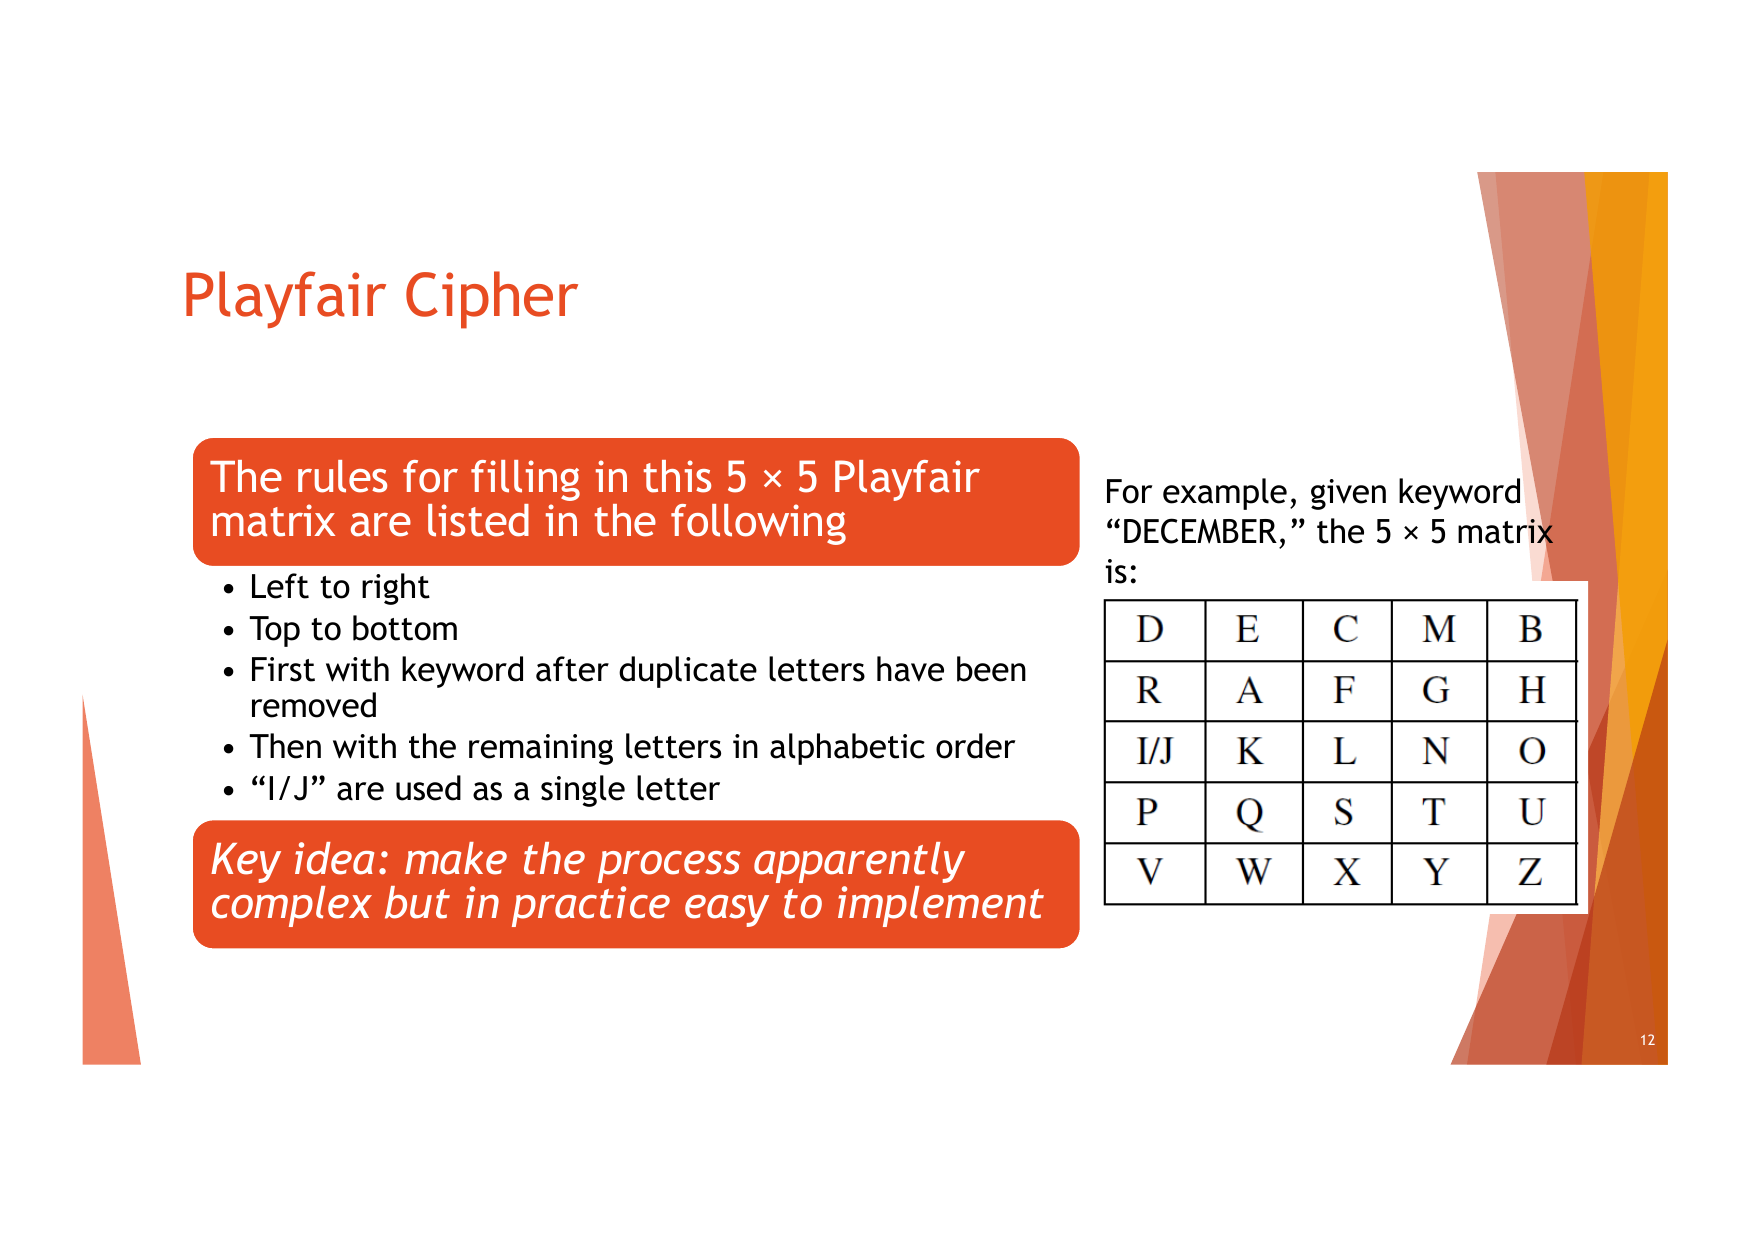 Playfair Cipher
The rules for filling in this 5 × 5 Playfair
matrix are listed in the following
• Left to right
• Top to bottom
• First with keyword after duplicate letters have been
removed
• Then with the remaining letters in alphabetic order
• “I/J” are used as a single letter
Key idea: make the process apparently
complex but in practice easy to implement
For example, given keyword
“DECEMBER,” the 5 × 5 matrix
is:
D E C M B
R A F G H
I/J K L N O
P Q S T U
V W X Y Z
12